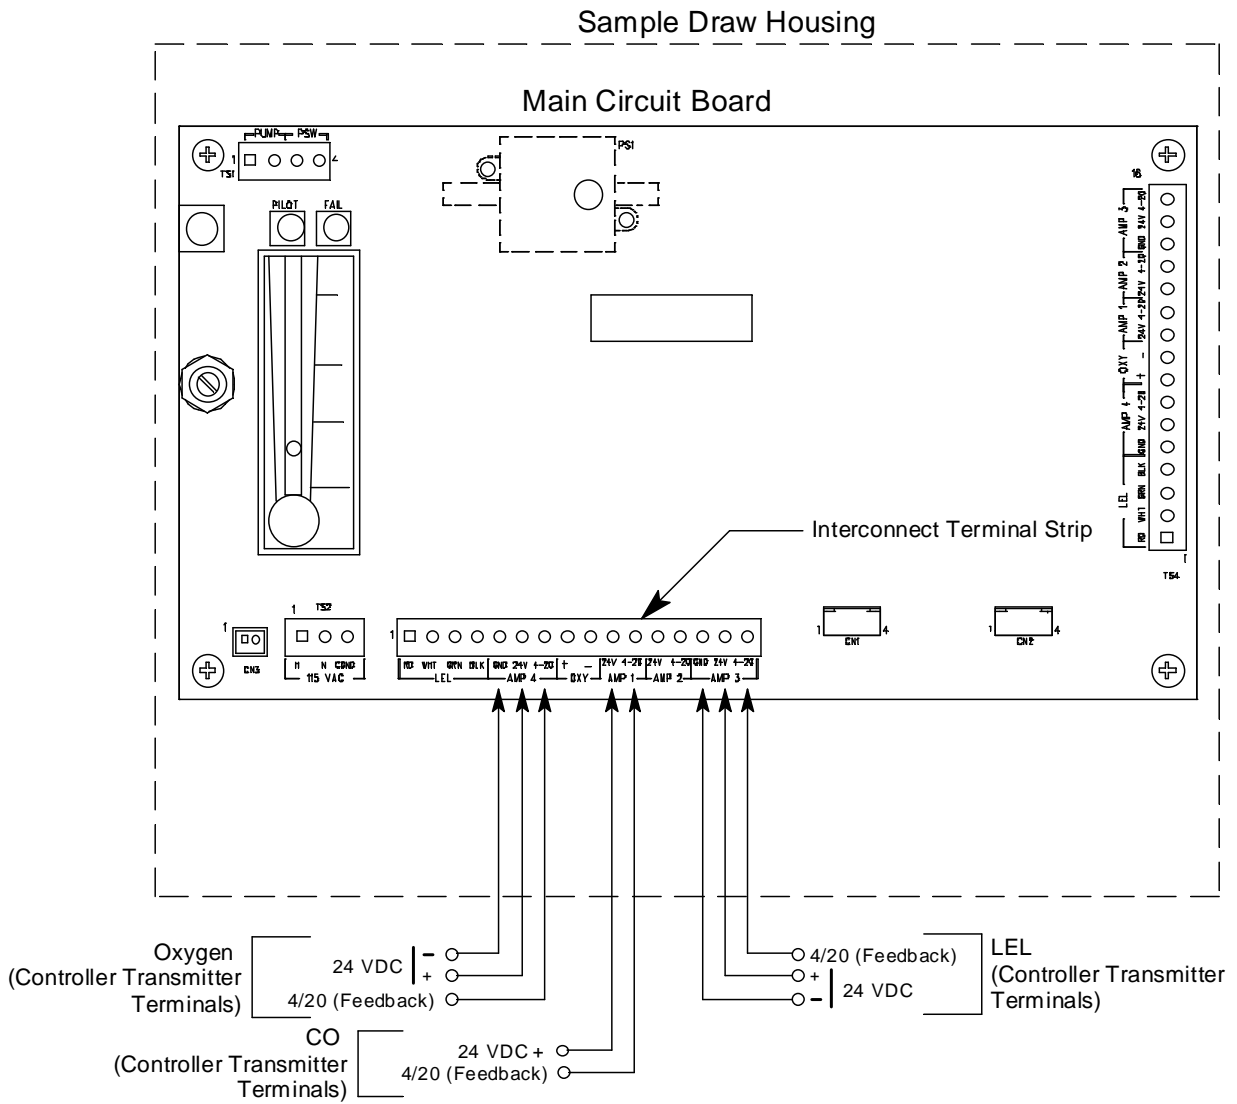 Sample Draw Housing
Main Circuit Board
PUMP PSW
1 4
TS1
PS1
PILOT FAIL
16
AMP 3 AMP 2 AMP 1 OXY AMP 4 LEL
4-20
24V
GND
4-20
24V
4-20
24V
-
+
4-20
24V
GND
BLK
GRN
WHT
RD
1
TS4
Interconnect Terminal Strip
1 TS2
H N GND
115 VAC
1
CN3
1
RD WHT GRN BLK GND 24V 4-20 + - 24V 4-20 24V 4-20 GND 24V 4-20
LEL AMP 4 OXY AMP 1 AMP 2 AMP 3
1 CN1 4
1 CN2 4
Oxygen
(Controller Transmitter
Terminals)
24 VDC - +
4/20 (Feedback)
CO
(Controller Transmitter
Terminals)
24 VDC +
4/20 (Feedback)
4/20 (Feedback)
+ - 24 VDC
LEL
(Controller Transmitter
Terminals)